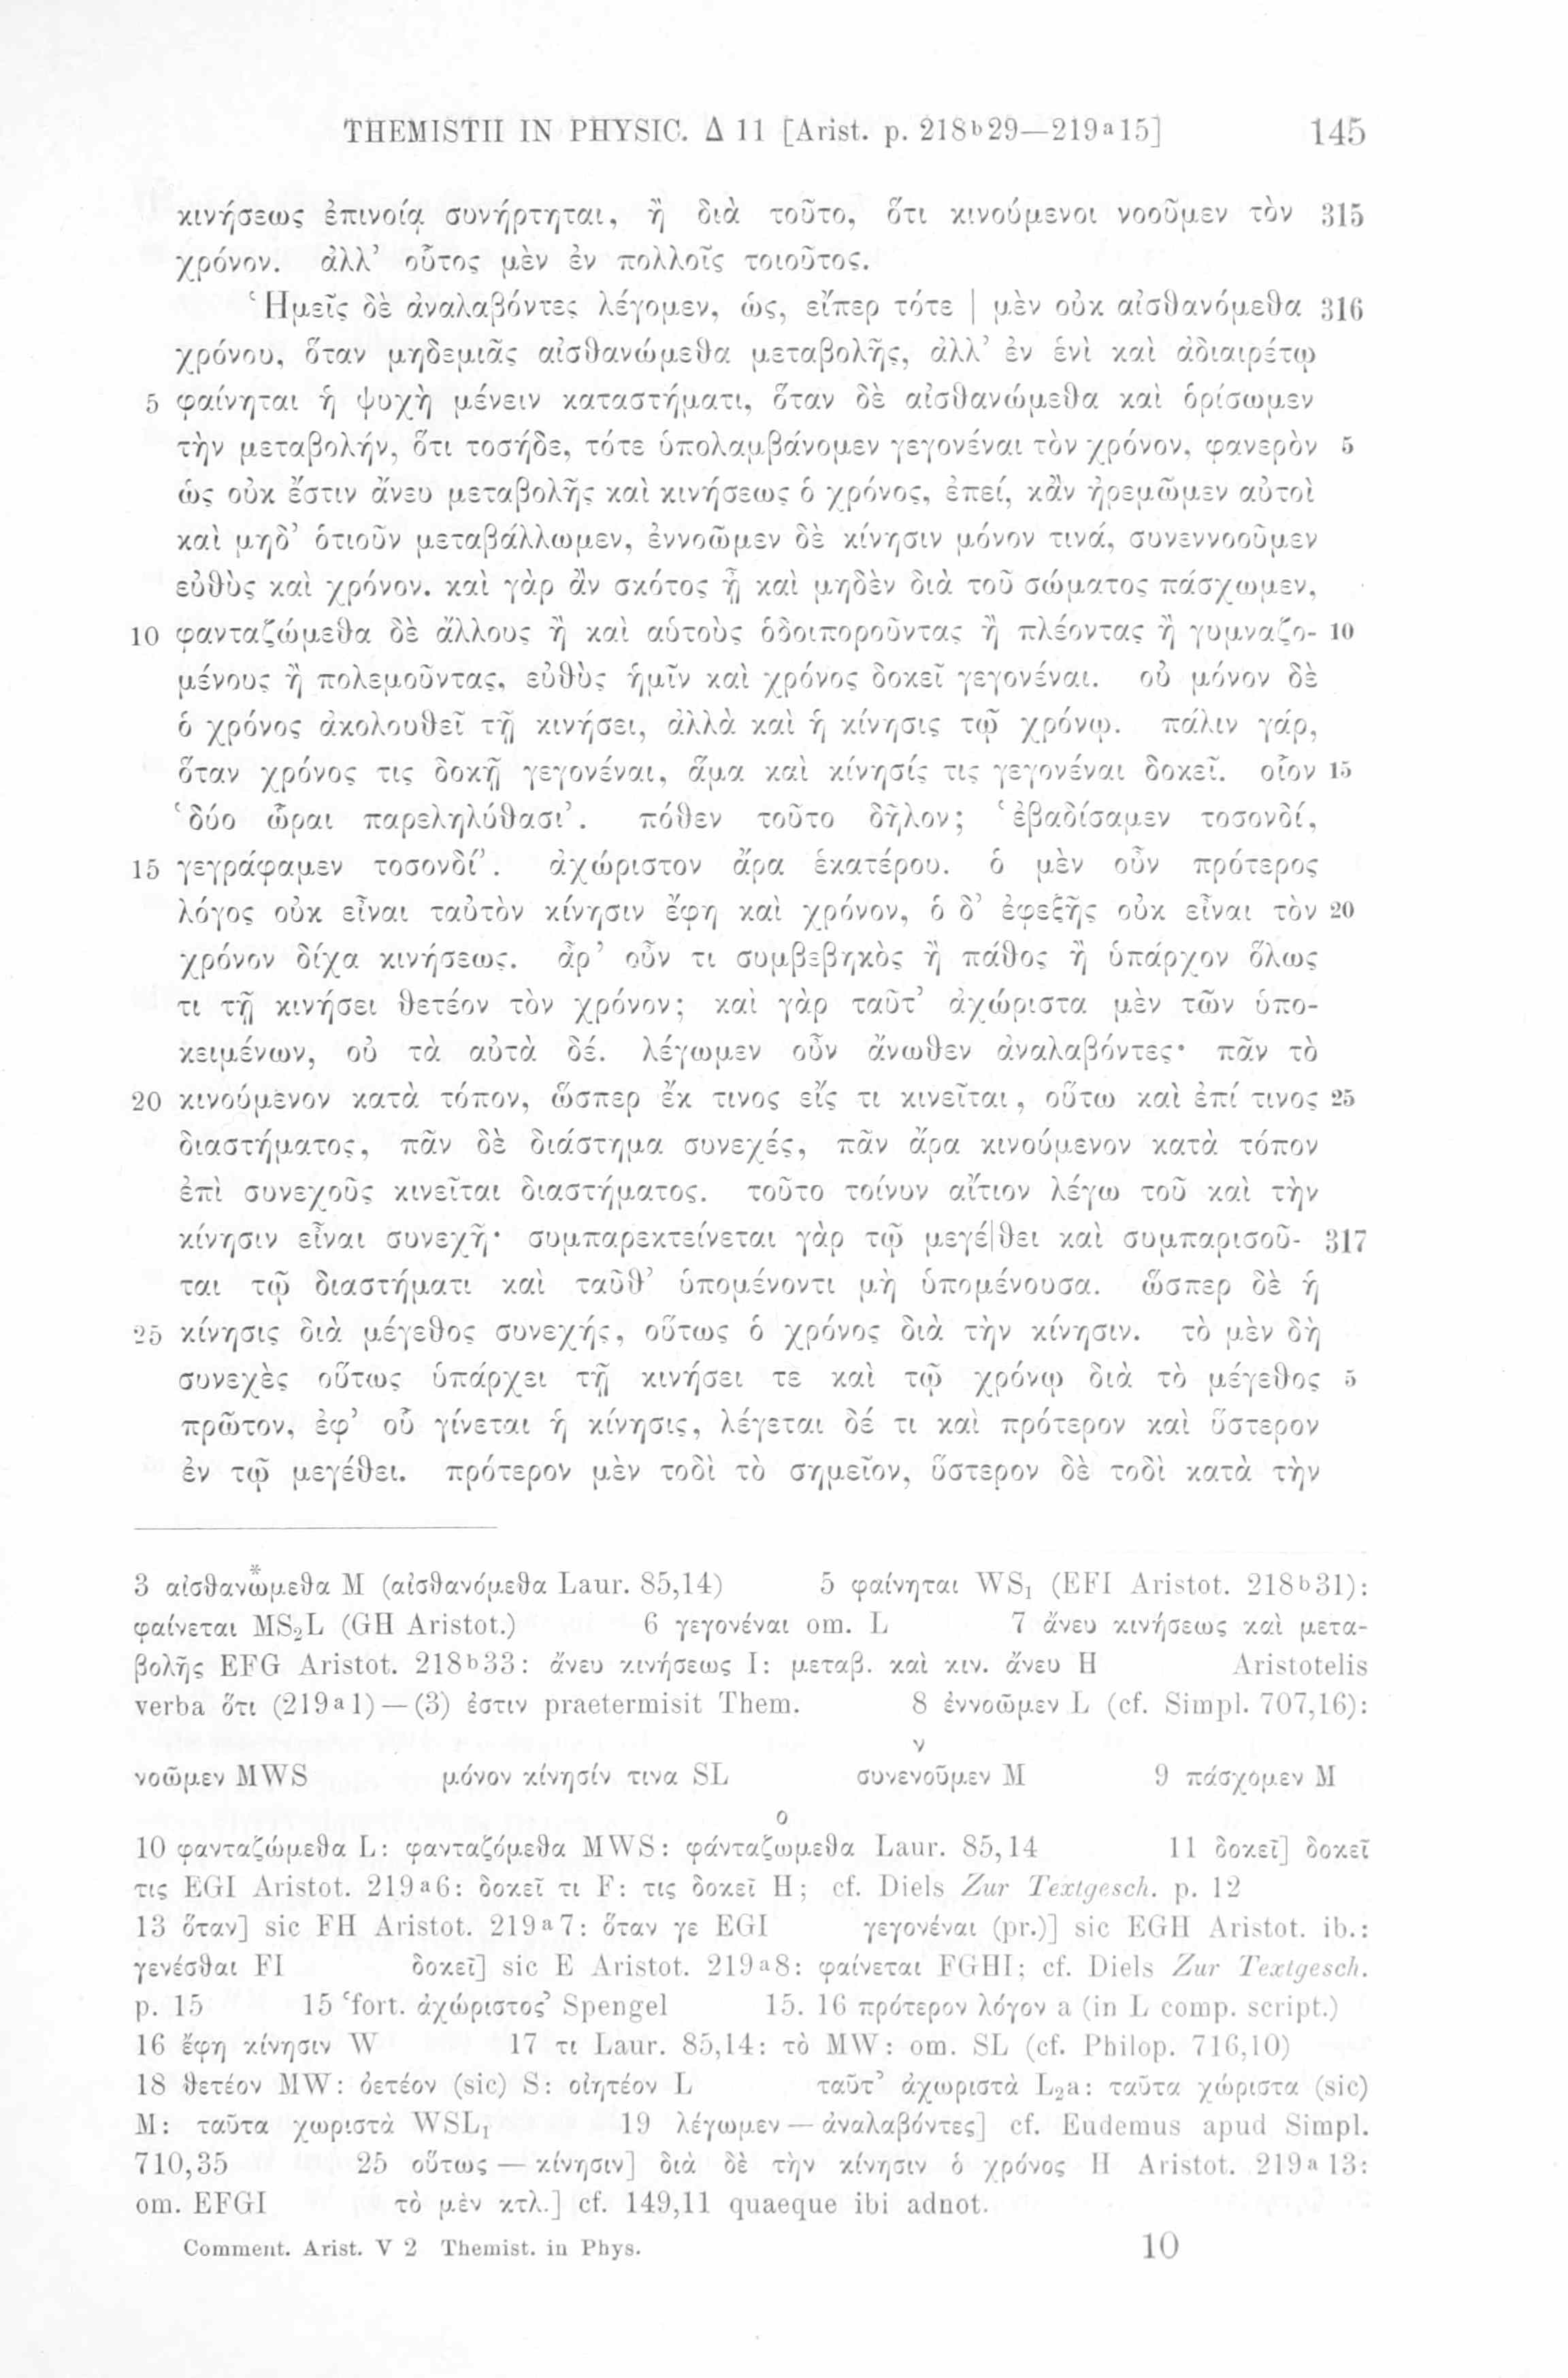 THEMISTII IN PHYSIC. Δ 11 [Arist. p. 218b29—219a15] 145
κινήσεως ἐπινοίᾳ συνήρτηται, ἢ διὰ τοῦτο, ὅτι κινούμενοι νοοῦμεν τὸν 315
χρόνον. ἀλλ’ οὗτος μὲν ἐν πολλοῖς τοιοῦτος.
Ἡμεῖς δὲ ἀναλαβόντες λέγομεν, ὡς, εἴπερ τότε | μὲν οὐκ αἰσθανόμεθα 316
χρόνου, ὅταν μηδεμιᾶς αἰσθανώμεθα μεταβολῆς, ἀλλ’ ἐν ἑνὶ καὶ ἀδιαιρέτῳ
5 φαίνηται ἡ ψυχὴ μένειν καταστήματι, ὅταν δὲ αἰσθανώμεθα καὶ ὁρίσωμεν
τὴν μεταβολήν, ὅτι τοσήδε, τότε ὑπολαμβάνομεν γεγονέναι τὸν χρόνον, φανερὸν 5
ὡς οὐκ ἔστιν ἄνευ μεταβολῆς καὶ κινήσεως ὁ χρόνος, ἐπεί, κἂν ἠρεμῶμεν αὐτοὶ
καὶ μηδ’ ὁτιοῦν μεταβάλλωμεν, ἐννοῶμεν δὲ κίνησιν μόνον τινά, συνεννοοῦμεν
εὐθὺς καὶ χρόνον. καὶ γὰρ ἂν σκότος ᾖ καὶ μηδὲν διὰ τοῦ σώματος πάσχωμεν,
10 φανταζώμεθα δὲ ἄλλους ἢ καὶ αὑτοὺς ὁδοιποροῦντας ἢ πλέοντας ἢ γυμναζο- 10
μένους ἢ πολεμοῦντας, εὐθὺς ἡμῖν καὶ χρόνος δοκεῖ γεγονέναι. οὐ μόνον δὲ
ὁ χρόνος ἀκολουθεῖ τῇ κινήσει, ἀλλὰ καὶ ἡ κίνησις τῷ χρόνῳ. πάλιν γάρ,
ὅταν χρόνος τις δοκῇ γεγονέναι, ἅμα καὶ κίνησίς τις γεγονέναι δοκεῖ. οἷον 15
‘δύο ὧραι παρεληλύθασι’. πόθεν τοῦτο δῆλον; ‘ἐβαδίσαμεν τοσονδί,
15 γεγράφαμεν τοσονδί’. ἀχώριστον ἄρα ἑκατέρου. ὁ μὲν οὖν πρότερος
λόγος οὐκ εἶναι ταὐτὸν κίνησιν ἔφη καὶ χρόνον, ὁ δ’ ἐφεξῆς οὐκ εἶναι τὸν 20
χρόνον δίχα κινήσεως. ἆρ’ οὖν τι συμβεβηκὸς ἢ πάθος ἢ ὑπάρχον ὅλως
τι τῇ κινήσει θετέον τὸν χρόνον; καὶ γὰρ ταῦτ’ ἀχώριστα μὲν τῶν ὑπο-
κειμένων, οὐ τὰ αὐτὰ δέ. λέγωμεν οὖν ἄνωθεν ἀναλαβόντες· πᾶν τὸ
20 κινούμενον κατὰ τόπον, ὥσπερ ἔκ τινος εἴς τι κινεῖται, οὕτω καὶ ἐπί τινος 25
διαστήματος, πᾶν δὲ διάστημα συνεχές, πᾶν ἄρα κινούμενον κατὰ τόπον
ἐπὶ συνεχοῦς κινεῖται διαστήματος. τοῦτο τοίνυν αἴτιον λέγω τοῦ καὶ τὴν
κίνησιν εἶναι συνεχῆ· συμπαρεκτείνεται γὰρ τῷ μεγέ|θει καὶ συμπαρισοῦ- 317
ται τῷ διαστήματι καὶ ταῦθ’ ὑπομένοντι μὴ ὑπομένουσα. ὥσπερ δὲ ἡ
25 κίνησις διὰ μέγεθος συνεχής, οὕτως ὁ χρόνος διὰ τὴν κίνησιν. τὸ μὲν δὴ
συνεχὲς οὕτως ὑπάρχει τῇ κινήσει τε καὶ τῷ χρόνῳ διὰ τὸ μέγεθος 5
πρῶτον, ἐφ’ οὗ γίνεται ἡ κίνησις, λέγεται δέ τι καὶ πρότερον καὶ ὕστερον
ἐν τῷ μεγέθει. πρότερον μὲν τοδὶ τὸ σημεῖον, ὕστερον δὲ τοδὶ κατὰ τὴν
3 αἰσθανώ*μεθα M (αἰσθανόμεθα Laur. 85,14) 5 φαίνηται WS1 (EFI Aristot. 218b31):
φαίνεται MS2L (GH Aristot.) 6 γεγονέναι om. L 7 ἄνευ κινήσεως καὶ μετα-
βολῆς EFG Aristot. 218b33: ἄνευ κινήσεως I: μεταβ. καὶ κιν. ἄνευ H Aristotelis
verba ὅτι (219a1) — (3) ἐστιν praetermisit Them. 8 ἐννοῶμεν L (cf. Simpl. 707,16):
ν
νοῶμεν MWS μόνον κίνησίν τινα SL συνενοῦμεν M 9 πάσχομεν M
ο
10 φανταζώμεθα L: φανταζόμεθα MWS: φάνταζωμεθα Laur. 85,14 11 δοκεῖ] δοκεῖ
τις EGI Aristot. 219a6: δοκεῖ τι F: τις δοκεῖ H; cf. Diels Zur Textgesch. p. 12
13 ὅταν] sic FH Aristot. 219a7: ὅταν γε EGI γεγονέναι (pr.)] sic EGH Aristot. ib.:
γενέσθαι FI δοκεῖ] sic E Aristot. 219a8: φαίνεται FGHI; cf. Diels Zur Textgesch.
p. 15 15 ‘fort. ἀχώριστος’ Spengel 15. 16 πρότερον λόγον a (in L comp. script.)
16 ἔφη κίνησιν W 17 τι Laur. 85,14: τὸ MW: om. SL (cf. Philop. 716,10)
18 θετέον MW: ὀετέον (sic) S: οἰητέον L ταῦτ’ ἀχωριστὰ L2a: ταῦτα χώριστα (sic)
M: ταῦτα χωριστὰ WSL1 19 λέγωμεν — ἀναλαβόντες] cf. Eudemus apud Simpl.
710,35 25 οὕτως — κίνησιν] διὰ δὲ τὴν κίνησιν ὁ χρόνος H Aristot. 219a13:
om. EFGI τὸ μὲν κτλ.] cf. 149,11 quaeque ibi adnot.
Comment. Arist. V 2 Themist. in Phys. 10